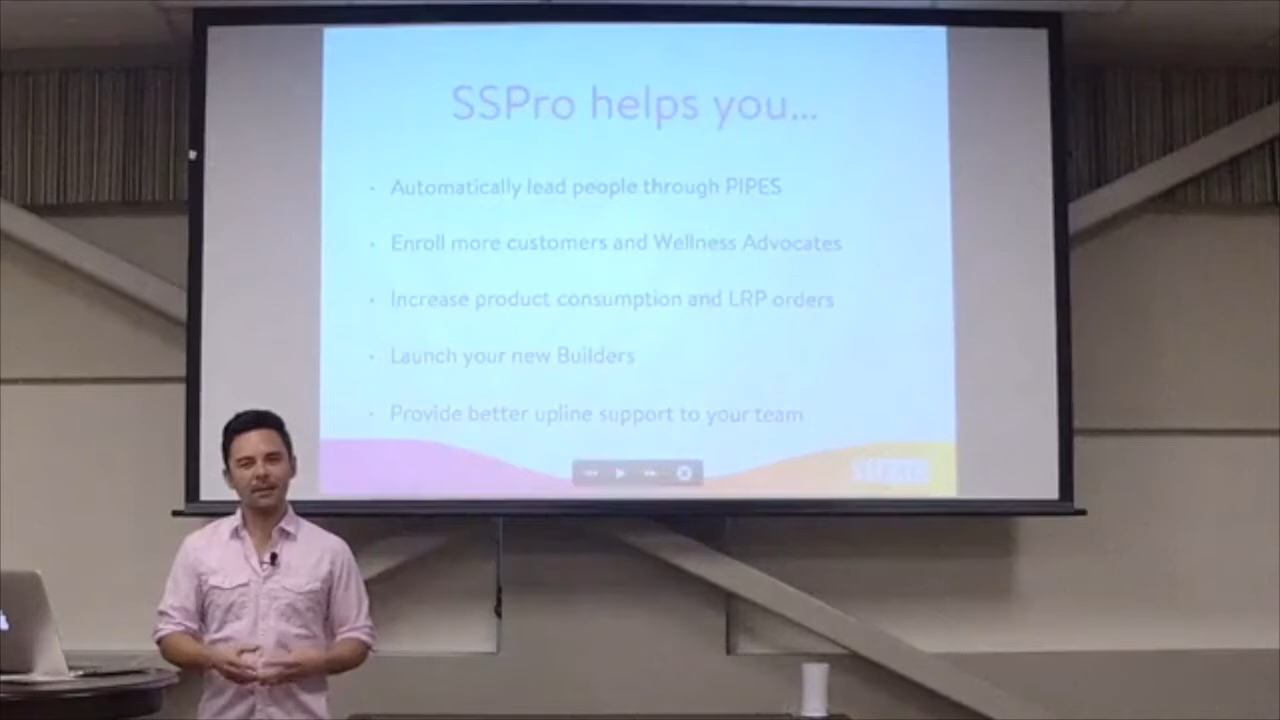 SSPro helps you...
· Automatically lead people through PIPES
· Enroll more customers and Wellness Advocates
· Increase product consumption and LRP orders
· Launch your new Builders
· Provide better upline support to your team